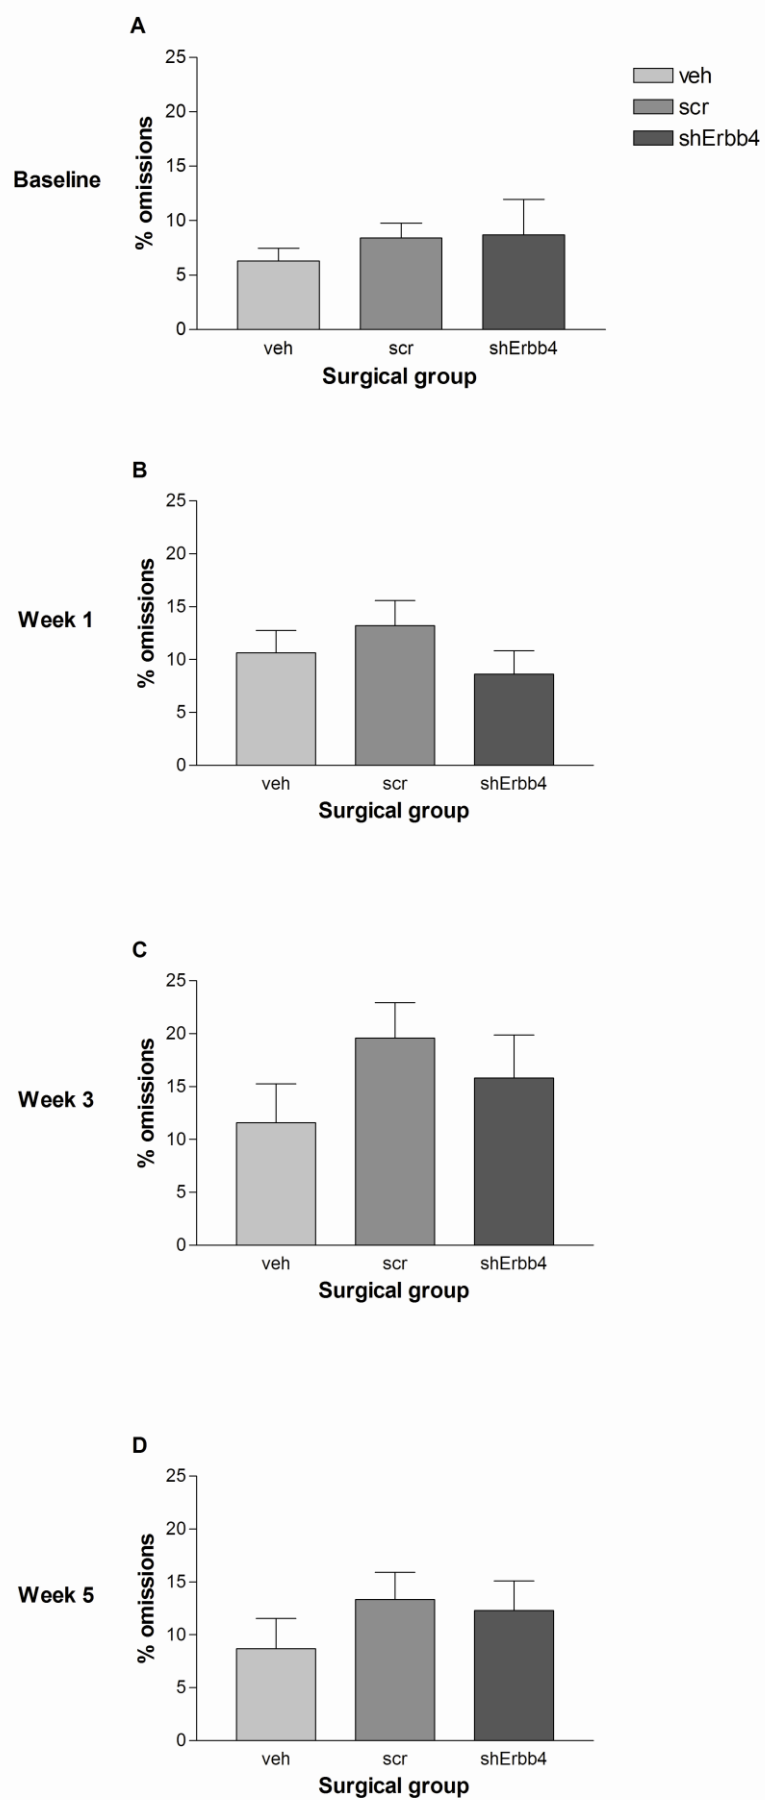 A
25
20
15
10
5
0
% omissions
Baseline
veh
scr
shErbb4
veh scr shErbb4
Surgical group
B
25
20
15
10
5
0
% omissions
Week 1
veh scr shErbb4
Surgical group
C
25
20
15
10
5
0
% omissions
Week 3
veh scr shErbb4
Surgical group
D
25
20
15
10
5
0
% omissions
Week 5
veh scr shErbb4
Surgical group